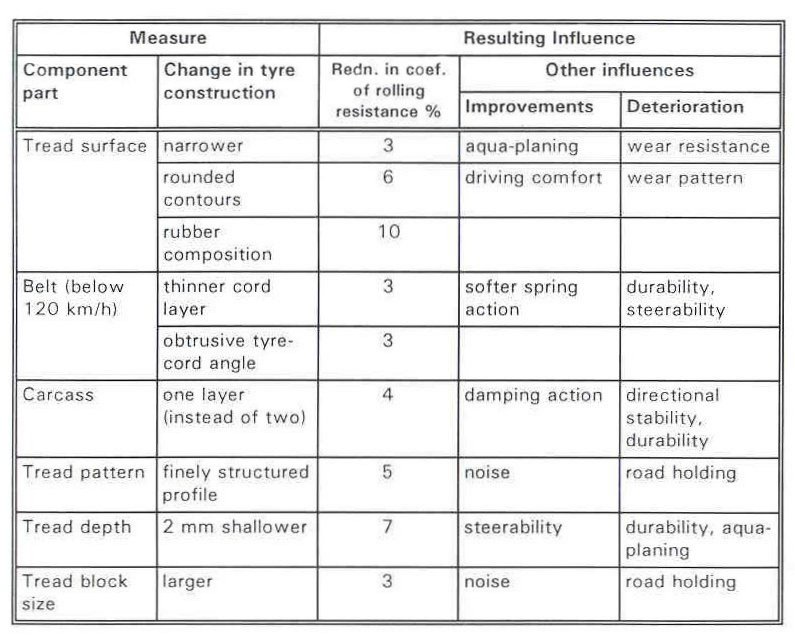 Measure
Resulting Influence
Component
part
Change in tyre
construction
Redn. in coef.
of rolling
resistance %
Other influences
Improvements
Deterioration
Tread surface
narrower
3
aqua-planing
wear resistance
rounded
contours
6
driving comfort
wear pattern
rubber
composition
10
Belt (below
120 km/h)
thinner cord
layer
3
softer spring
action
durability,
steerability
obtrusive tyre-
cord angle
3
Carcass
one layer
(instead of two)
4
damping action
directional
stability,
durability
Tread pattern
finely structured
profile
5
noise
road holding
Tread depth
2 mm shallower
7
steerability
durability, aqua-
planing
Tread block
size
larger
3
noise
road holding